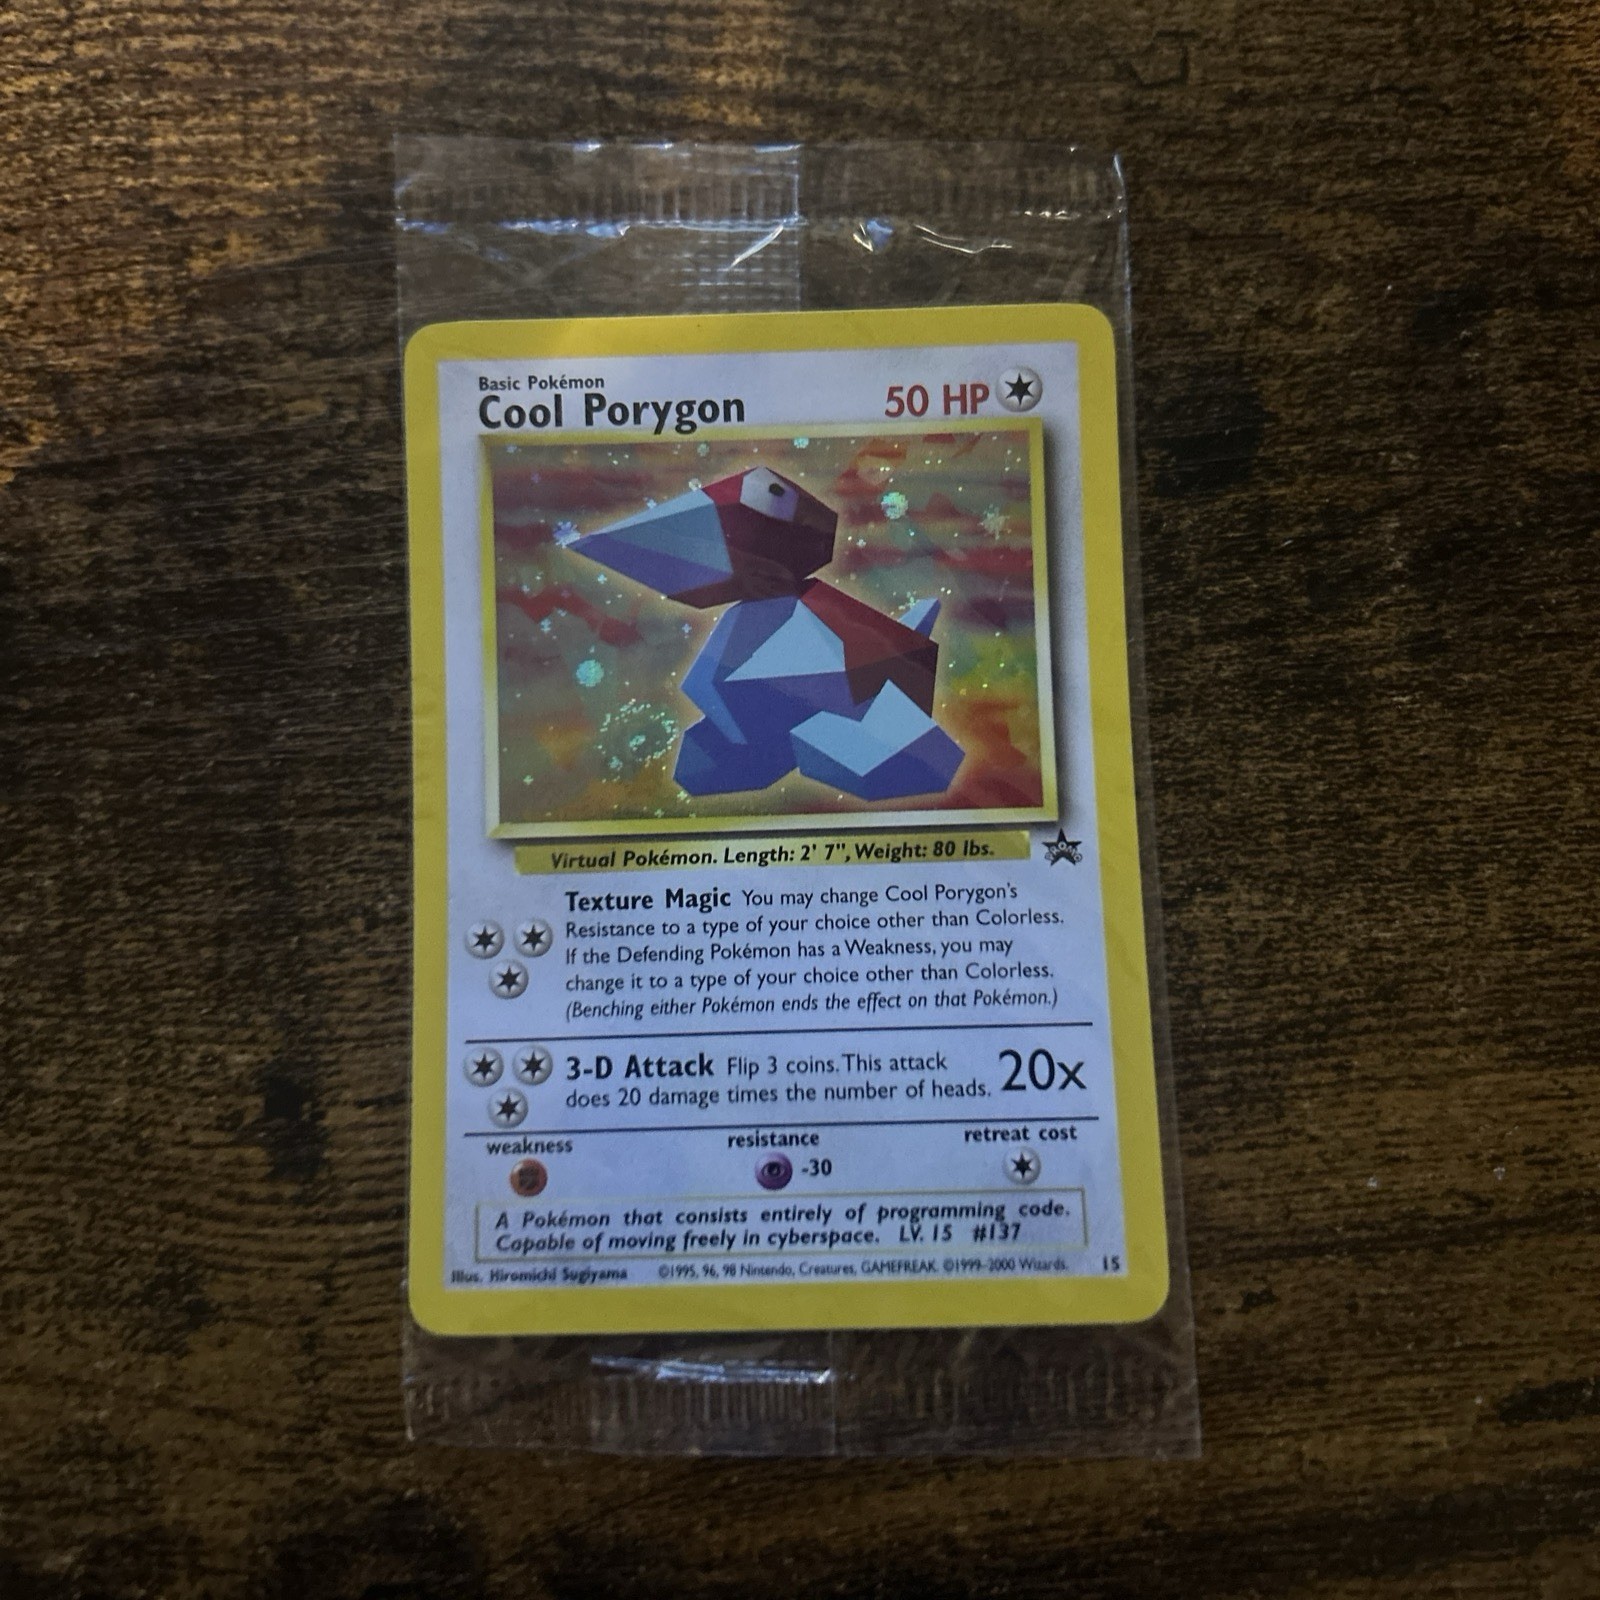 Basic Pokémon
Cool Porygon
50 HP
Virtual Pokémon. Length: 2' 7", Weight: 80 lbs.
PROMO
Texture Magic You may change Cool Porygon's
Resistance to a type of your choice other than Colorless.
If the Defending Pokémon has a Weakness, you may
change it to a type of your choice other than Colorless.
(Benching either Pokémon ends the effect on that Pokémon.)
3-D Attack Flip 3 coins. This attack
does 20 damage times the number of heads.
20x
weakness
resistance
retreat cost
-30
A Pokémon that consists entirely of programming code.
Capable of moving freely in cyberspace. LV. 15 #137
Illus. Hiromichi Sugiyama ©1995, 96, 98 Nintendo, Creatures, GAMEFREAK. ©1999-2000 Wizards. 15